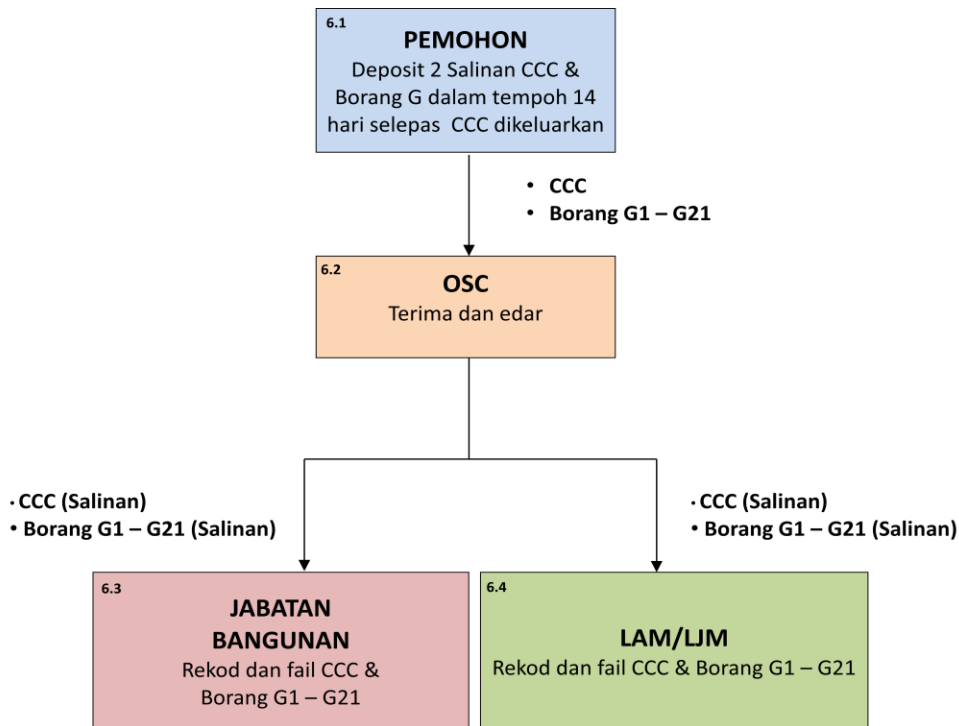 6.1
PEMOHON
Deposit 2 Salinan CCC &
Borang G dalam tempoh 14
hari selepas CCC dikeluarkan
• CCC
• Borang G1 – G21
6.2
OSC
Terima dan edar
· CCC (Salinan)
• Borang G1 – G21 (Salinan)
· CCC (Salinan)
• Borang G1 – G21 (Salinan)
6.3
JABATAN
BANGUNAN
Rekod dan fail CCC &
Borang G1 – G21
6.4
LAM/LJM
Rekod dan fail CCC & Borang G1 – G21